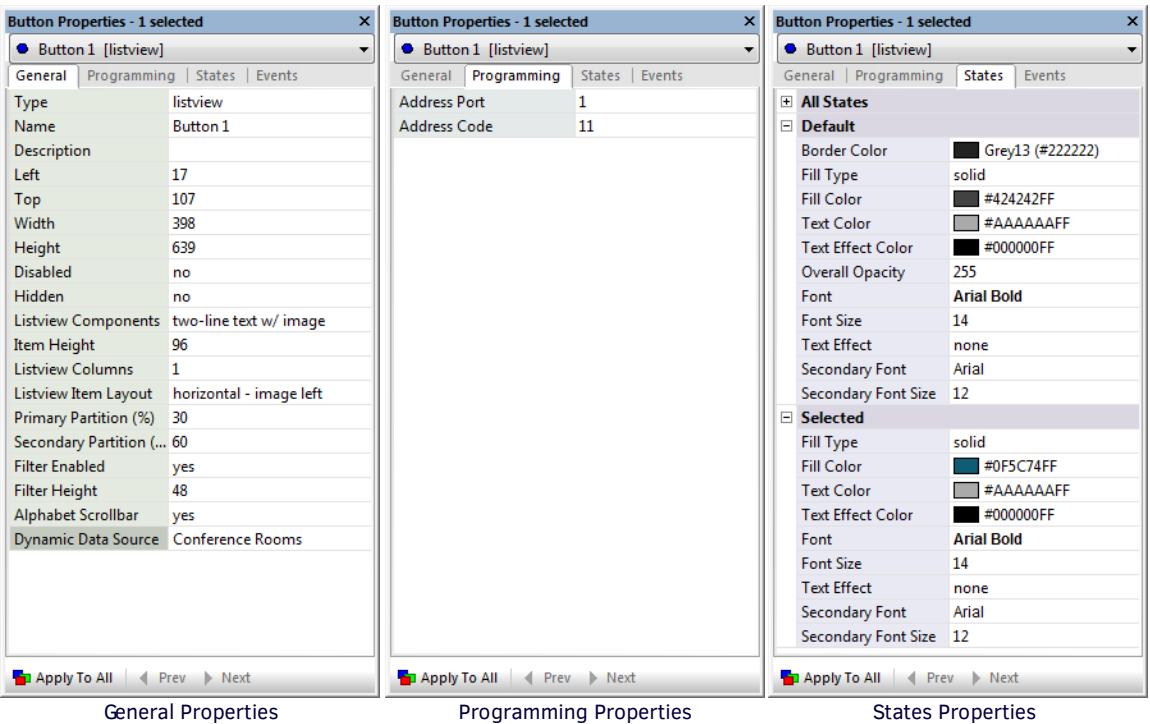 Button Properties - 1 selected
Button 1 [listview]
General Programming States Events
Type listview
Name Button 1
Description
Left 17
Top 107
Width 398
Height 639
Disabled no
Hidden no
Listview Components two-line text w/ image
Item Height 96
Listview Columns 1
Listview Item Layout horizontal - image left
Primary Partition (%) 30
Secondary Partition (... 60
Filter Enabled yes
Filter Height 48
Alphabet Scrollbar yes
Dynamic Data Source Conference Rooms
Apply To All Prev Next
General Properties
Button Properties - 1 selected
Button 1 [listview]
General Programming States Events
Address Port 1
Address Code 11
Apply To All Prev Next
Programming Properties
Button Properties - 1 selected
Button 1 [listview]
General Programming States Events
All States
Default
Border Color Grey13 (#222222)
Fill Type solid
Fill Color #424242FF
Text Color #AAAAAAFF
Text Effect Color #000000FF
Overall Opacity 255
Font Arial Bold
Font Size 14
Text Effect none
Secondary Font Arial
Secondary Font Size 12
Selected
Fill Type solid
Fill Color #0F5C74FF
Text Color #AAAAAAFF
Text Effect Color #000000FF
Font Arial Bold
Font Size 14
Text Effect none
Secondary Font Arial
Secondary Font Size 12
Apply To All Prev Next
States Properties